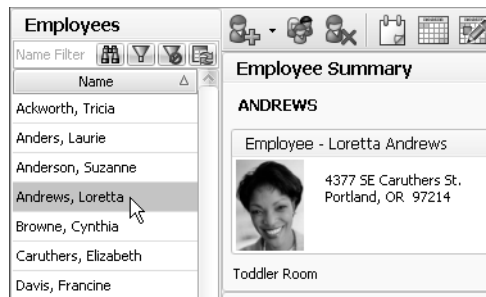 Employees
Name Filter
Name
Ackworth, Tricia
Anders, Laurie
Anderson, Suzanne
Andrews, Loretta
Browne, Cynthia
Caruthers, Elizabeth
Davis, Francine
Employee Summary
ANDREWS
Employee - Loretta Andrews
4377 SE Caruthers St.
Portland, OR 97214
Toddler Room